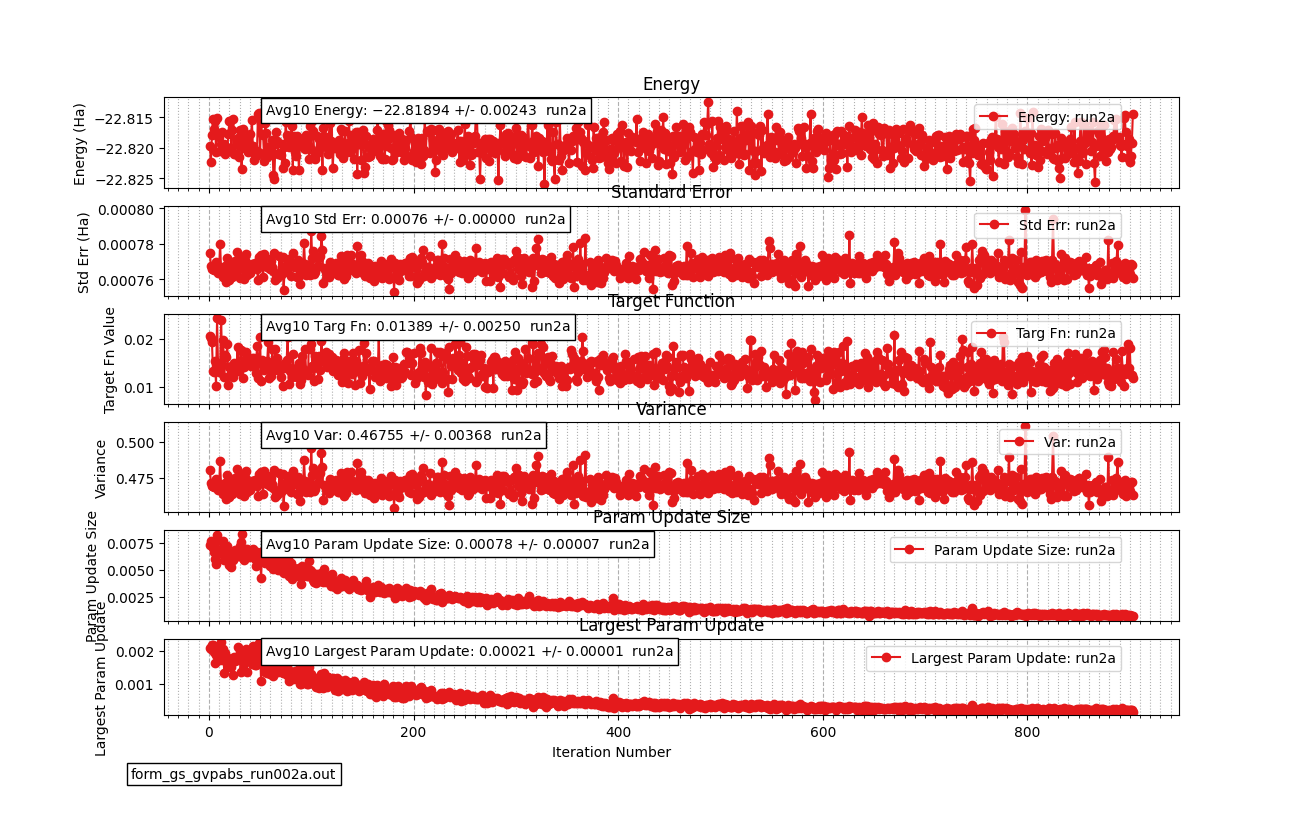 Energy
Energy (Ha)
−22.815
−22.820
−22.825
Avg10 Energy: −22.81894 +/- 0.00243 run2a
Energy: run2a
Standard Error
Std Err (Ha)
0.00080
0.00078
0.00076
Avg10 Std Err: 0.00076 +/- 0.00000 run2a
Std Err: run2a
Target Function
Target Fn Value
0.02
0.01
Avg10 Targ Fn: 0.01389 +/- 0.00250 run2a
Targ Fn: run2a
Variance
Variance
0.500
0.475
Avg10 Var: 0.46755 +/- 0.00368 run2a
Var: run2a
Param Update Size
Param Update Size
0.0075
0.0050
0.0025
Avg10 Param Update Size: 0.00078 +/- 0.00007 run2a
Param Update Size: run2a
Largest Param Update
Largest Param Update
0.002
0.001
Avg10 Largest Param Update: 0.00021 +/- 0.00001 run2a
Largest Param Update: run2a
0 200 400 600 800
Iteration Number
form_gs_gvpabs_run002a.out